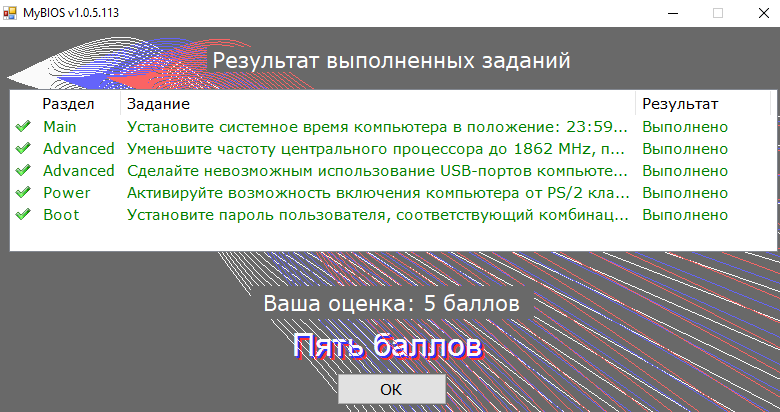 MyBIOS v1.0.5.113
Результат выполненных заданий
Раздел Задание Результат
Main Установите системное время компьютера в положение: 23:59... Выполнено
Advanced Уменьшите частоту центрального процессора до 1862 MHz, п... Выполнено
Advanced Сделайте невозможным использование USB-портов компьюте... Выполнено
Power Активируйте возможность включения компьютера от PS/2 кла... Выполнено
Boot Установите пароль пользователя, соответствующий комбинац... Выполнено
Ваша оценка: 5 баллов
Пять баллов
OK